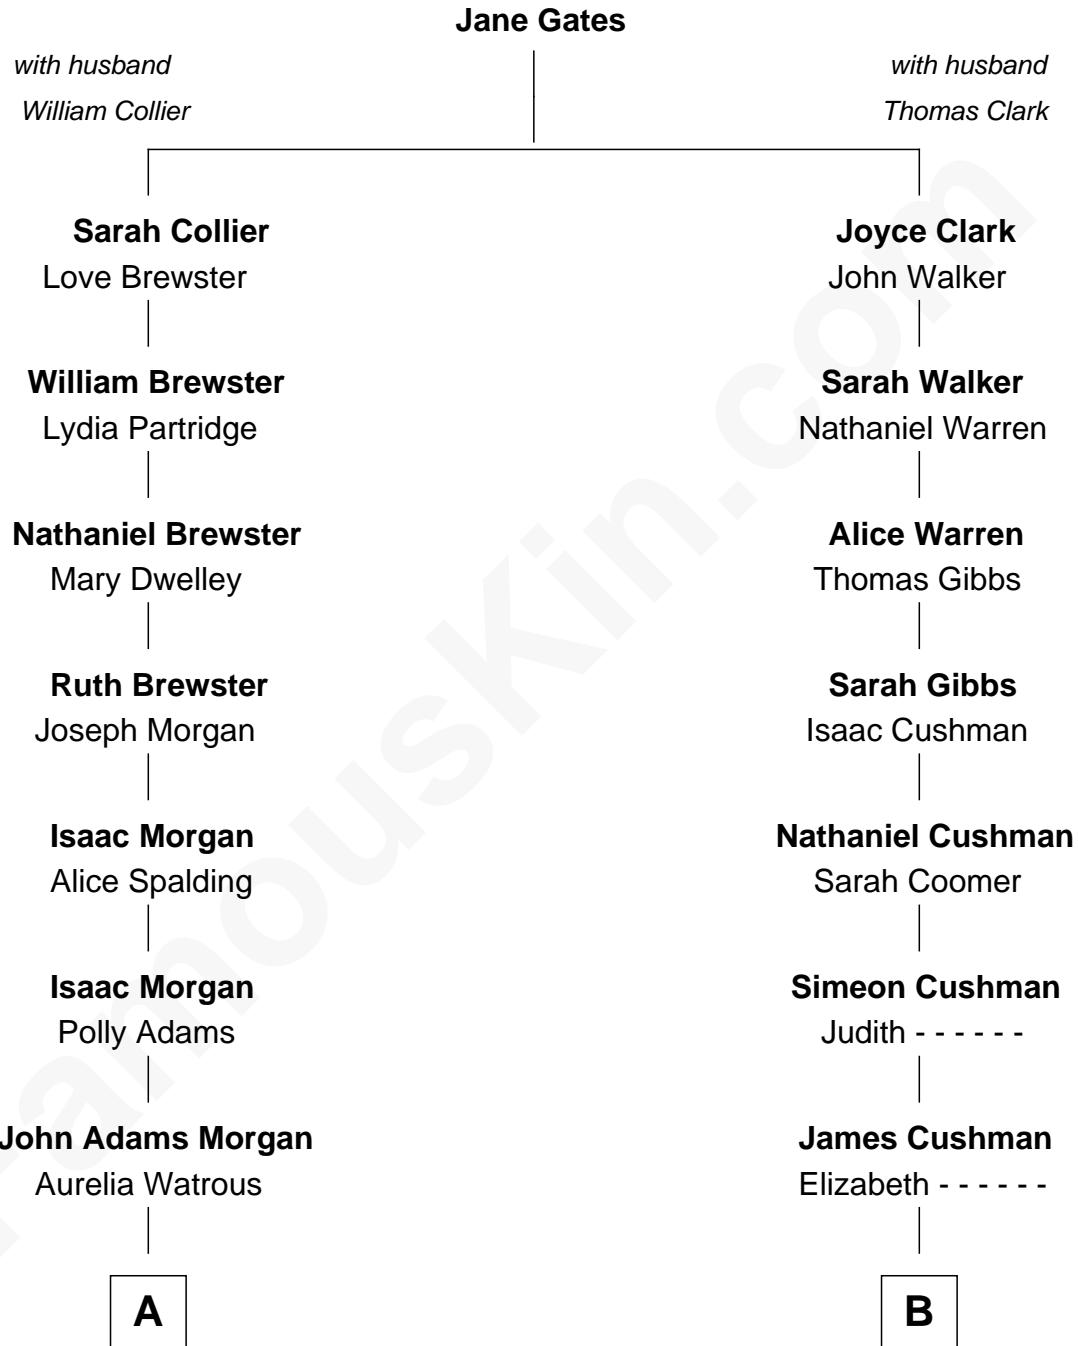 Jane Gates
with husband
William Collier
with husband
Thomas Clark
Sarah Collier
Love Brewster
Joyce Clark
John Walker
William Brewster
Lydia Partridge
Sarah Walker
Nathaniel Warren
Nathaniel Brewster
Mary Dwelley
Alice Warren
Thomas Gibbs
Ruth Brewster
Joseph Morgan
Sarah Gibbs
Isaac Cushman
Isaac Morgan
Alice Spalding
Nathaniel Cushman
Sarah Coomer
Isaac Morgan
Polly Adams
Simeon Cushman
Judith - - - - - -
John Adams Morgan
Aurelia Watrous
James Cushman
Elizabeth - - - - - -
A
B
FamousKin.com